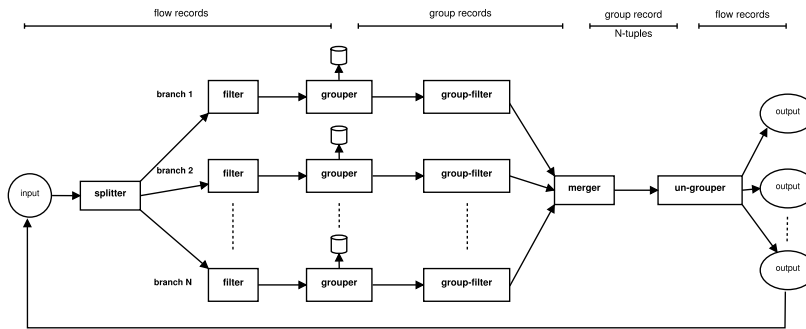 flow records
group records
group record
N-tuples
flow records
branch 1
filter
grouper
group-filter
output
branch 2
filter
grouper
group-filter
input
splitter
merger
un-grouper
output
branch N
filter
grouper
group-filter
output